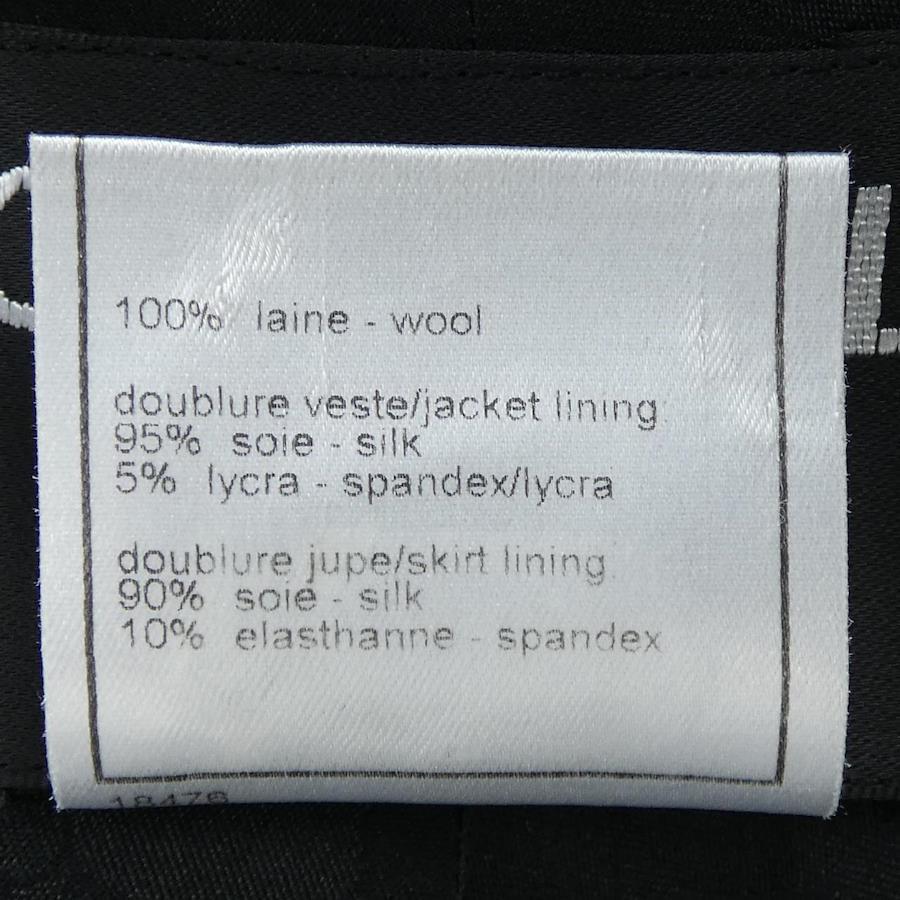 100% laine - wool
doublure veste/jacket lining
95% soie - silk
5% lycra - spandex/lycra
doublure jupe/skirt lining
90% soie - silk
10% elasthanne - spandex